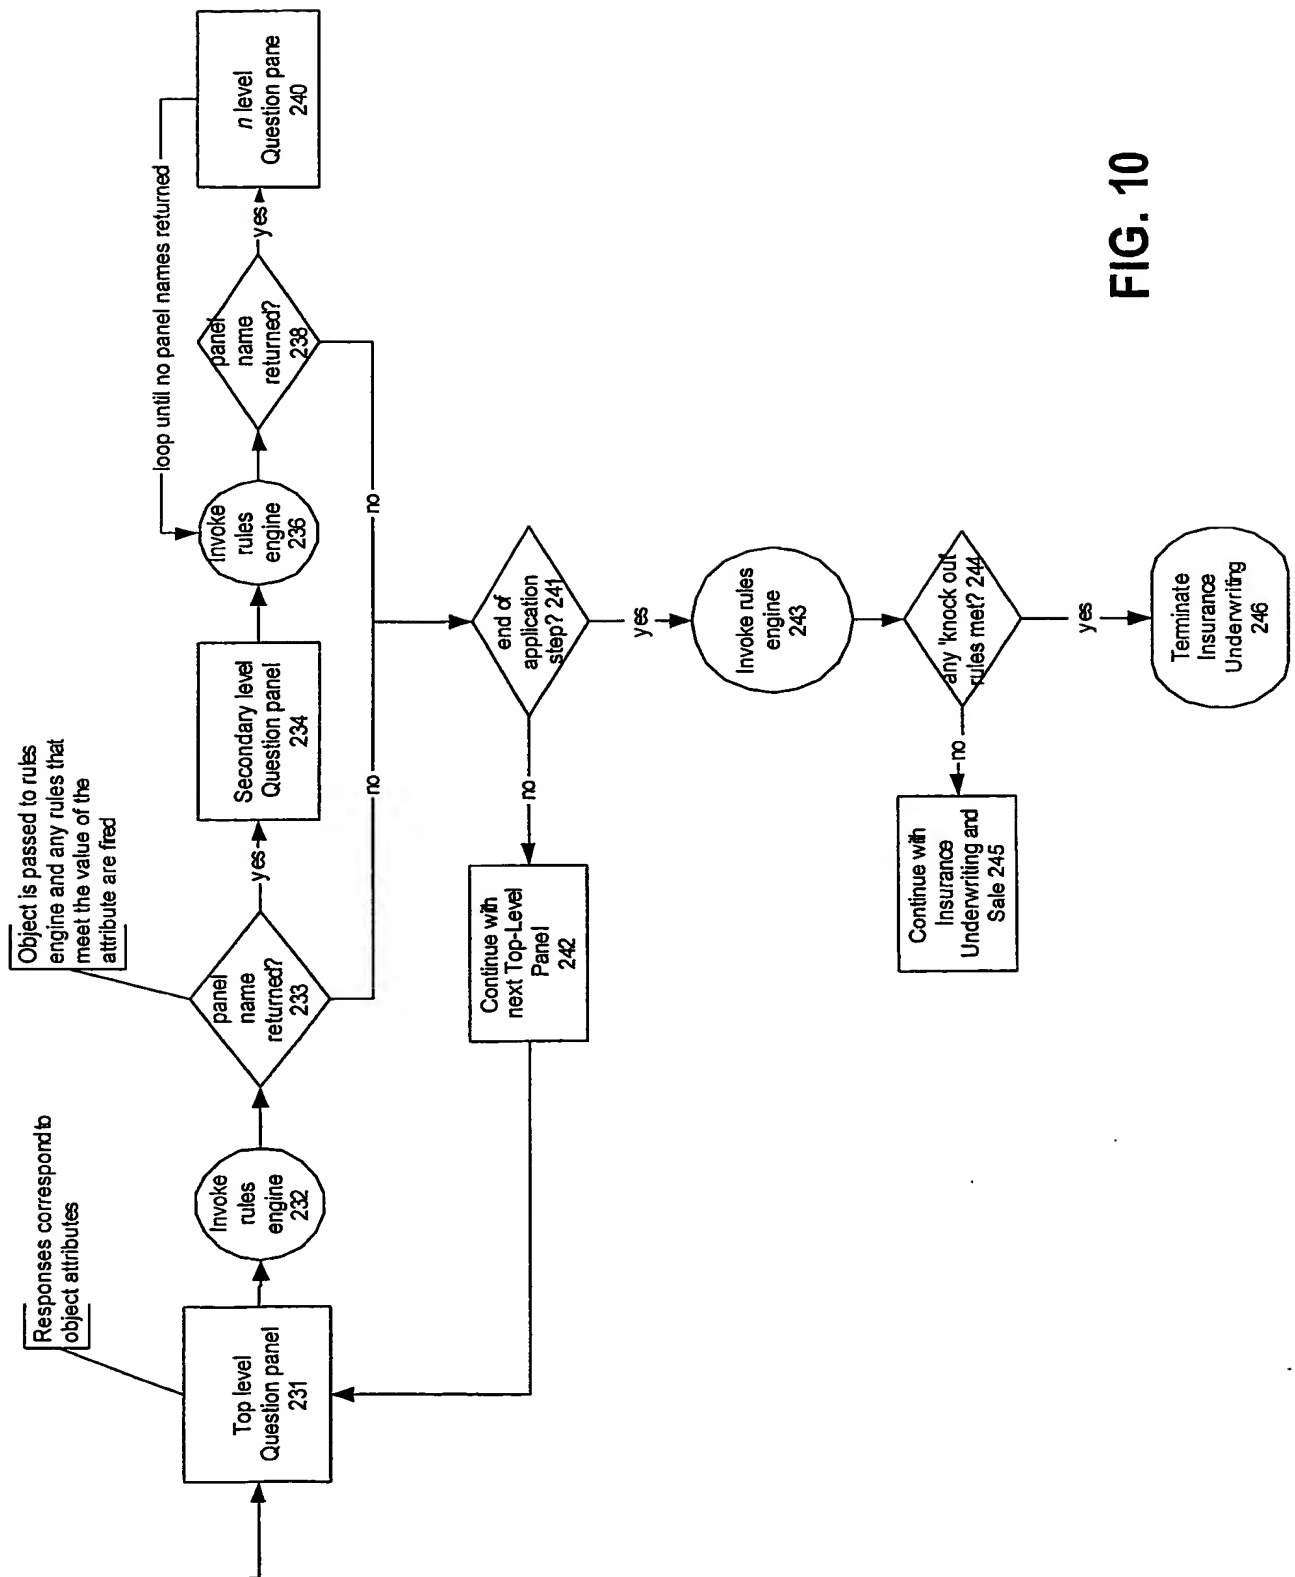 Responses correspond to
object attributes
Object is passed to rules
engine and any rules that
meet the value of the
attribute are fired
Top level
Question panel
231
Invoke
rules
engine
232
panel
name
returned?
233
yes
no
Secondary level
Question panel
234
Invoke
rules
engine
236
loop until no panel names returned
panel
name
returned?
238
yes
no
n level
Question pane
240
end of
application
step? 241
no
yes
Continue with
next Top-Level
Panel
242
Invoke rules
engine
243
any 'knock out
rules met? 244
no
yes
Continue with
Insurance
Underwriting and
Sale 245
Terminate
Insurance
Underwriting
246
FIG. 10